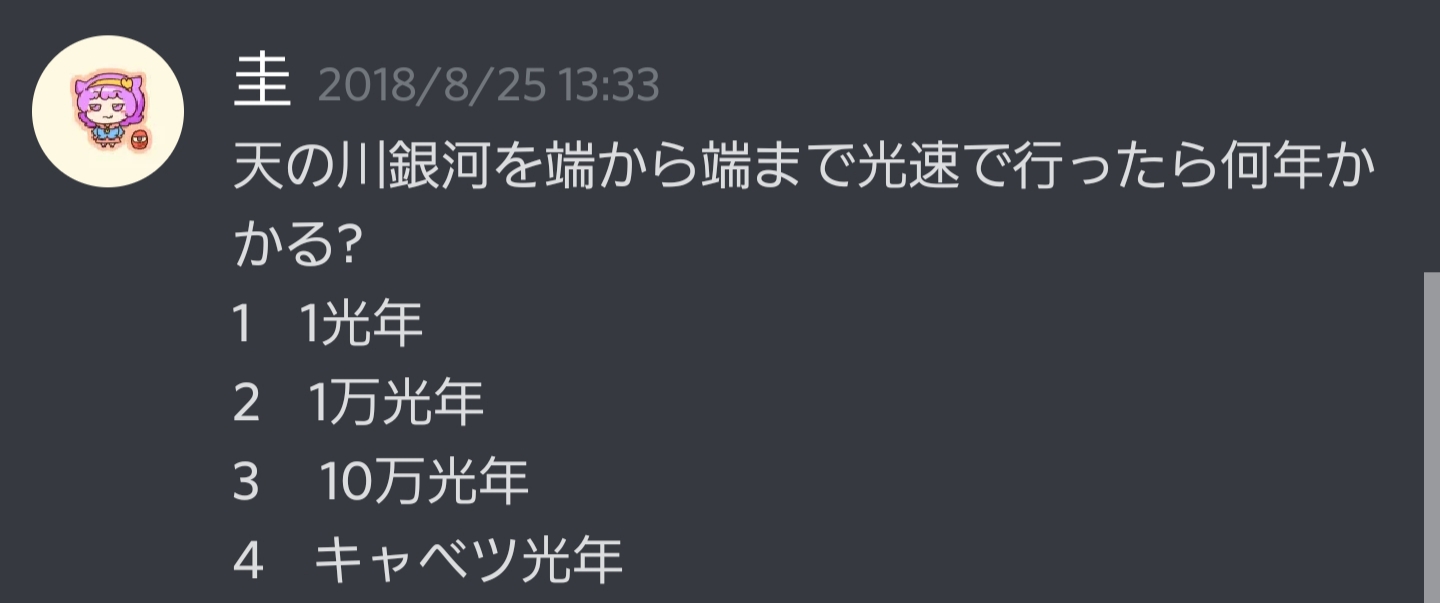 圭 2018/8/25 13:33
天の川銀河を端から端まで光速で行ったら何年か
かる?
1 1光年
2 1万光年
3 10万光年
4 キャベツ光年